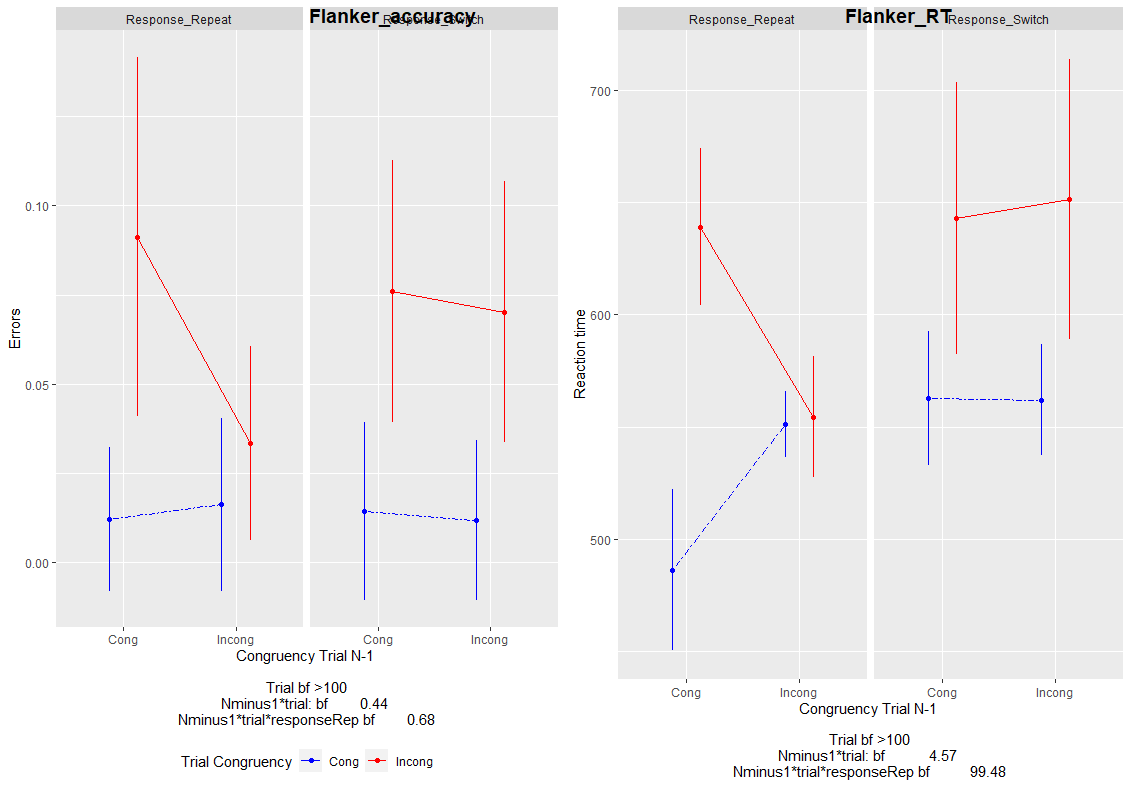 Flanker_accuracy
Response_Repeat
Response_Switch
Errors
0.10
0.05
0.00
Cong
Incong
Cong
Incong
Congruency Trial N-1
Trial bf >100
Nminus1*trial: bf 0.44
Nminus1*trial*responseRep bf 0.68
Trial Congruency Cong Incong
Flanker_RT
Response_Repeat
Response_Switch
Reaction time
700
600
500
Cong
Incong
Cong
Incong
Congruency Trial N-1
Trial bf >100
Nminus1*trial: bf 4.57
Nminus1*trial*responseRep bf 99.48